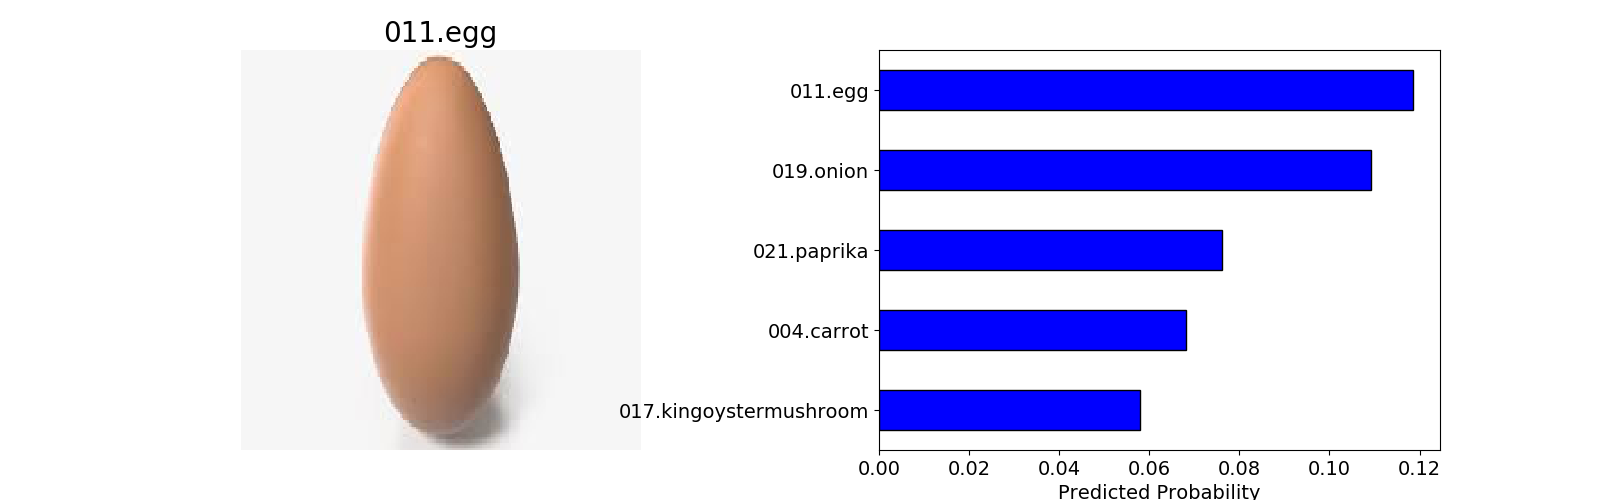 011.egg
011.egg
019.onion
021.paprika
004.carrot
017.kingoystermushroom
0.00 0.02 0.04 0.06 0.08 0.10 0.12
Predicted Probability